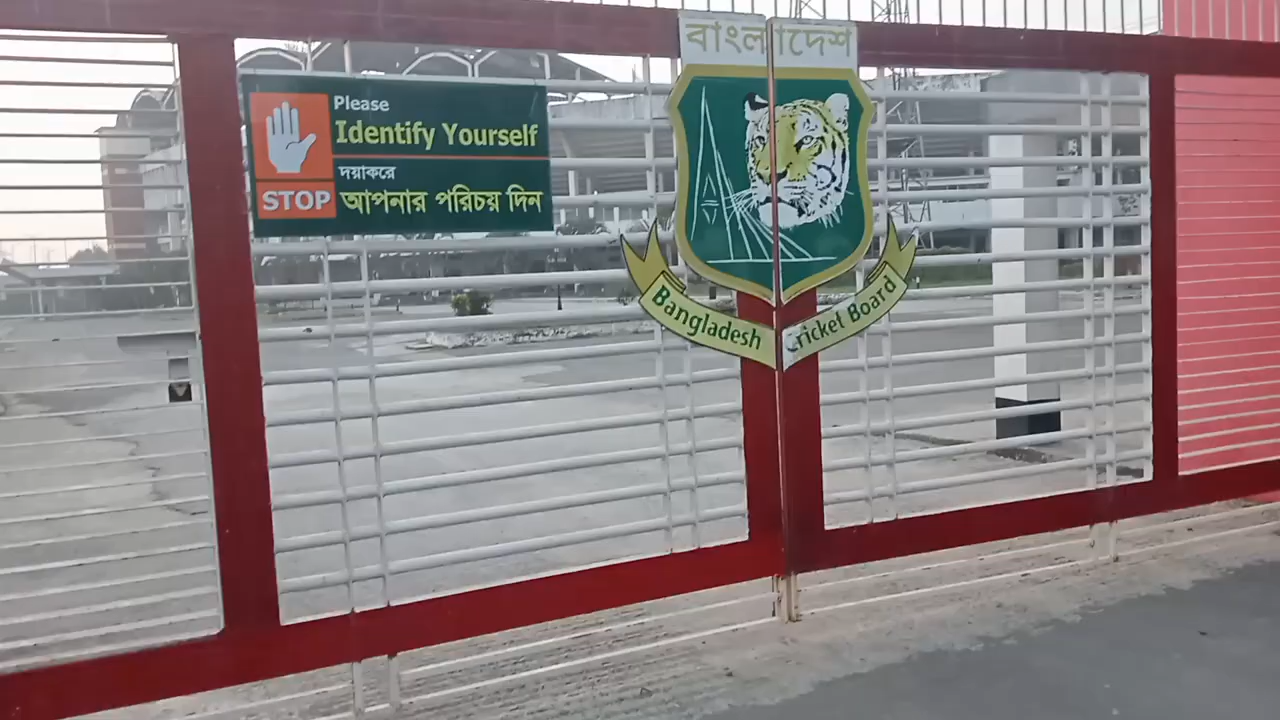 Please
Identify Yourself
দয়াকরে
আপনার পরিচয় দিন
STOP
বাংলাদেশ
Bangladesh Cricket Board